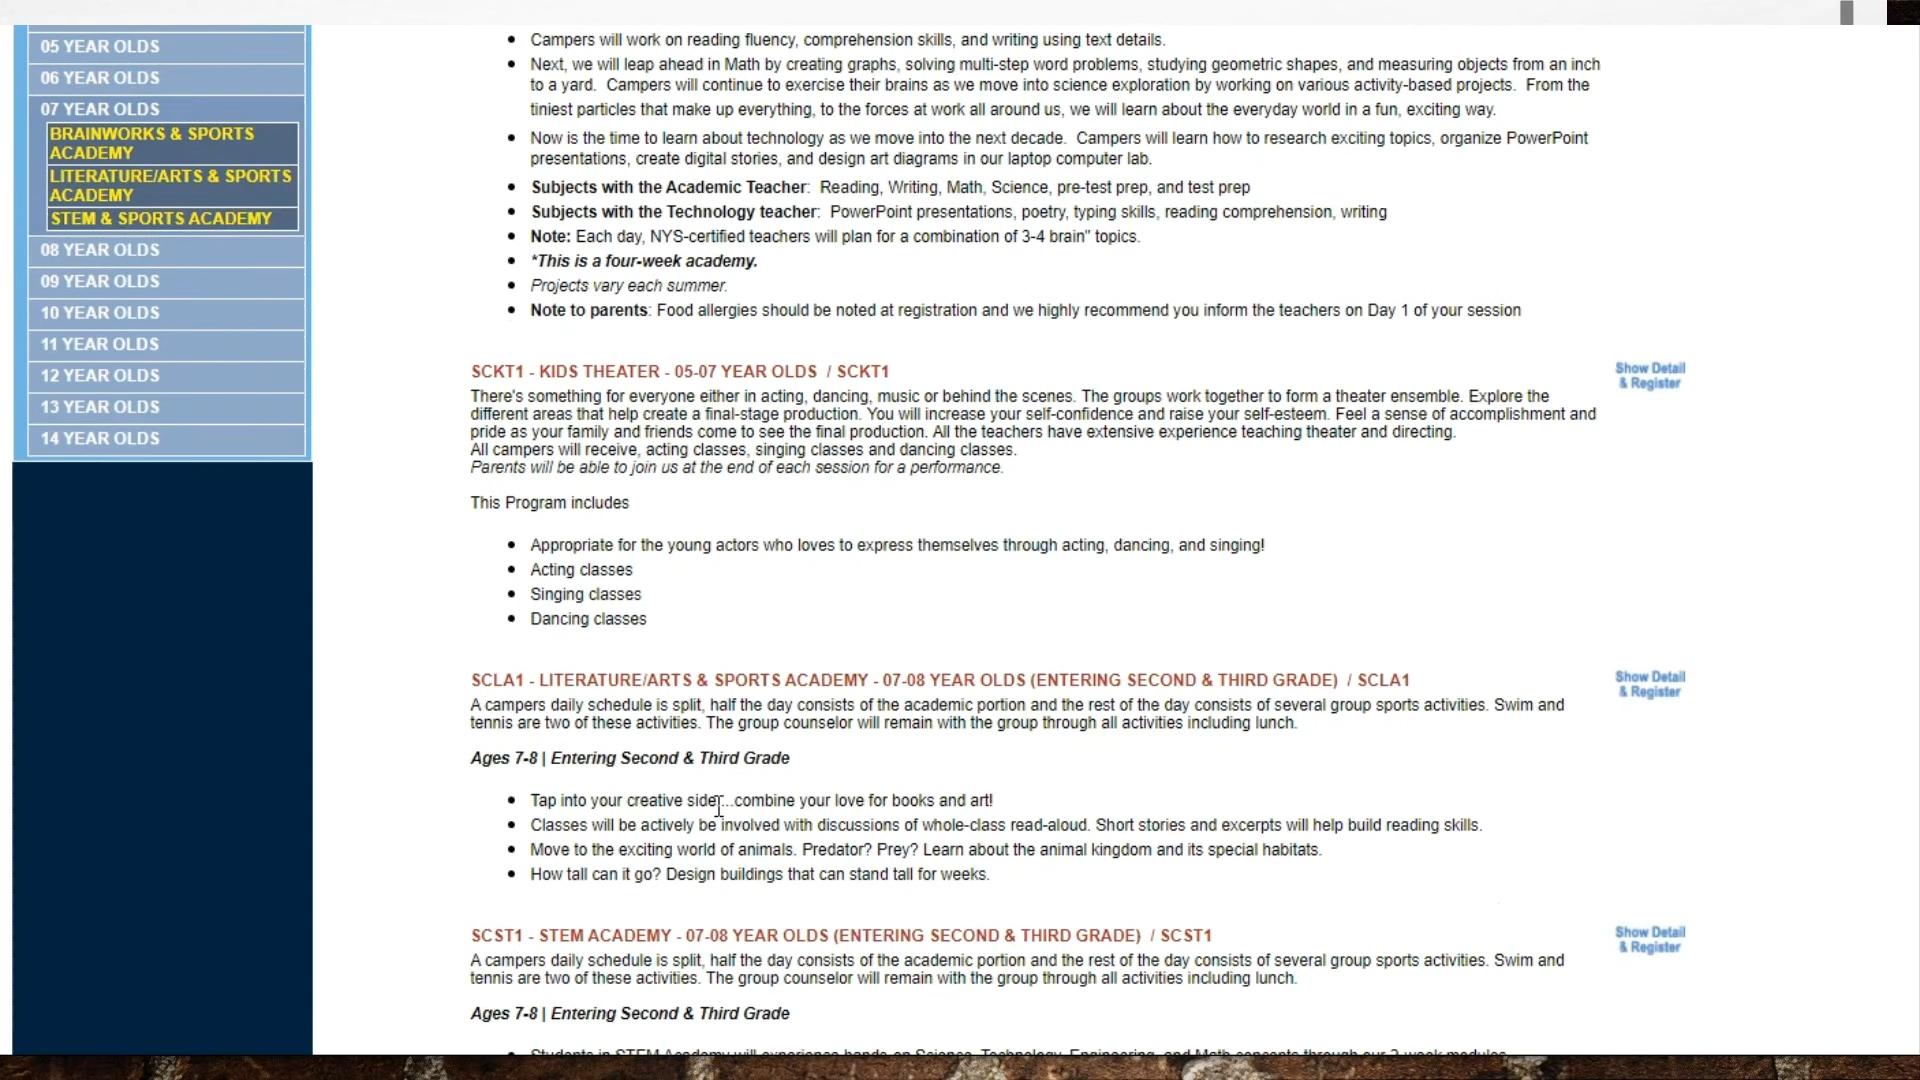 05 YEAR OLDS
06 YEAR OLDS
07 YEAR OLDS
BRAINWORKS & SPORTS
ACADEMY
LITERATURE/ARTS & SPORTS
ACADEMY
STEM & SPORTS ACADEMY
08 YEAR OLDS
09 YEAR OLDS
10 YEAR OLDS
11 YEAR OLDS
12 YEAR OLDS
13 YEAR OLDS
14 YEAR OLDS
Campers will work on reading fluency, comprehension skills, and writing using text details.
Next, we will leap ahead in Math by creating graphs, solving multi-step word problems, studying geometric shapes, and measuring objects from an inch
to a yard.  Campers will continue to exercise their brains as we move into science exploration by working on various activity-based projects.  From the
tiniest particles that make up everything, to the forces at work all around us, we will learn about the everyday world in a fun, exciting way.
Now is the time to learn about technology as we move into the next decade.  Campers will learn how to research exciting topics, organize PowerPoint
presentations, create digital stories, and design art diagrams in our laptop computer lab.
Subjects with the Academic Teacher:  Reading, Writing, Math, Science, pre-test prep, and test prep
Subjects with the Technology teacher:  PowerPoint presentations, poetry, typing skills, reading comprehension, writing
Note: Each day, NYS-certified teachers will plan for a combination of 3-4 brain" topics.
*This is a four-week academy.
Projects vary each summer.
Note to parents: Food allergies should be noted at registration and we highly recommend you inform the teachers on Day 1 of your session
SCKT1 - KIDS THEATER - 05-07 YEAR OLDS  / SCKT1
Show Detail
& Register
There's something for everyone either in acting, dancing, music or behind the scenes. The groups work together to form a theater ensemble. Explore the
different areas that help create a final-stage production. You will increase your self-confidence and raise your self-esteem. Feel a sense of accomplishment and
pride as your family and friends come to see the final production. All the teachers have extensive experience teaching theater and directing.
All campers will receive, acting classes, singing classes and dancing classes.
Parents will be able to join us at the end of each session for a performance.
This Program includes
Appropriate for the young actors who loves to express themselves through acting, dancing, and singing!
Acting classes
Singing classes
Dancing classes
SCLA1 - LITERATURE/ARTS & SPORTS ACADEMY - 07-08 YEAR OLDS (ENTERING SECOND & THIRD GRADE)  / SCLA1
Show Detail
& Register
A campers daily schedule is split, half the day consists of the academic portion and the rest of the day consists of several group sports activities. Swim and
tennis are two of these activities. The group counselor will remain with the group through all activities including lunch.
Ages 7-8 | Entering Second & Third Grade
Tap into your creative side...combine your love for books and art!
Classes will be actively be involved with discussions of whole-class read-aloud. Short stories and excerpts will help build reading skills.
Move to the exciting world of animals. Predator? Prey? Learn about the animal kingdom and its special habitats.
How tall can it go? Design buildings that can stand tall for weeks.
SCST1 - STEM ACADEMY - 07-08 YEAR OLDS (ENTERING SECOND & THIRD GRADE)  / SCST1
Show Detail
& Register
A campers daily schedule is split, half the day consists of the academic portion and the rest of the day consists of several group sports activities. Swim and
tennis are two of these activities. The group counselor will remain with the group through all activities including lunch.
Ages 7-8 | Entering Second & Third Grade
Students in STEM Academy will experience hands-on Science, Technology, Engineering, and Math concepts through our 2-week modules